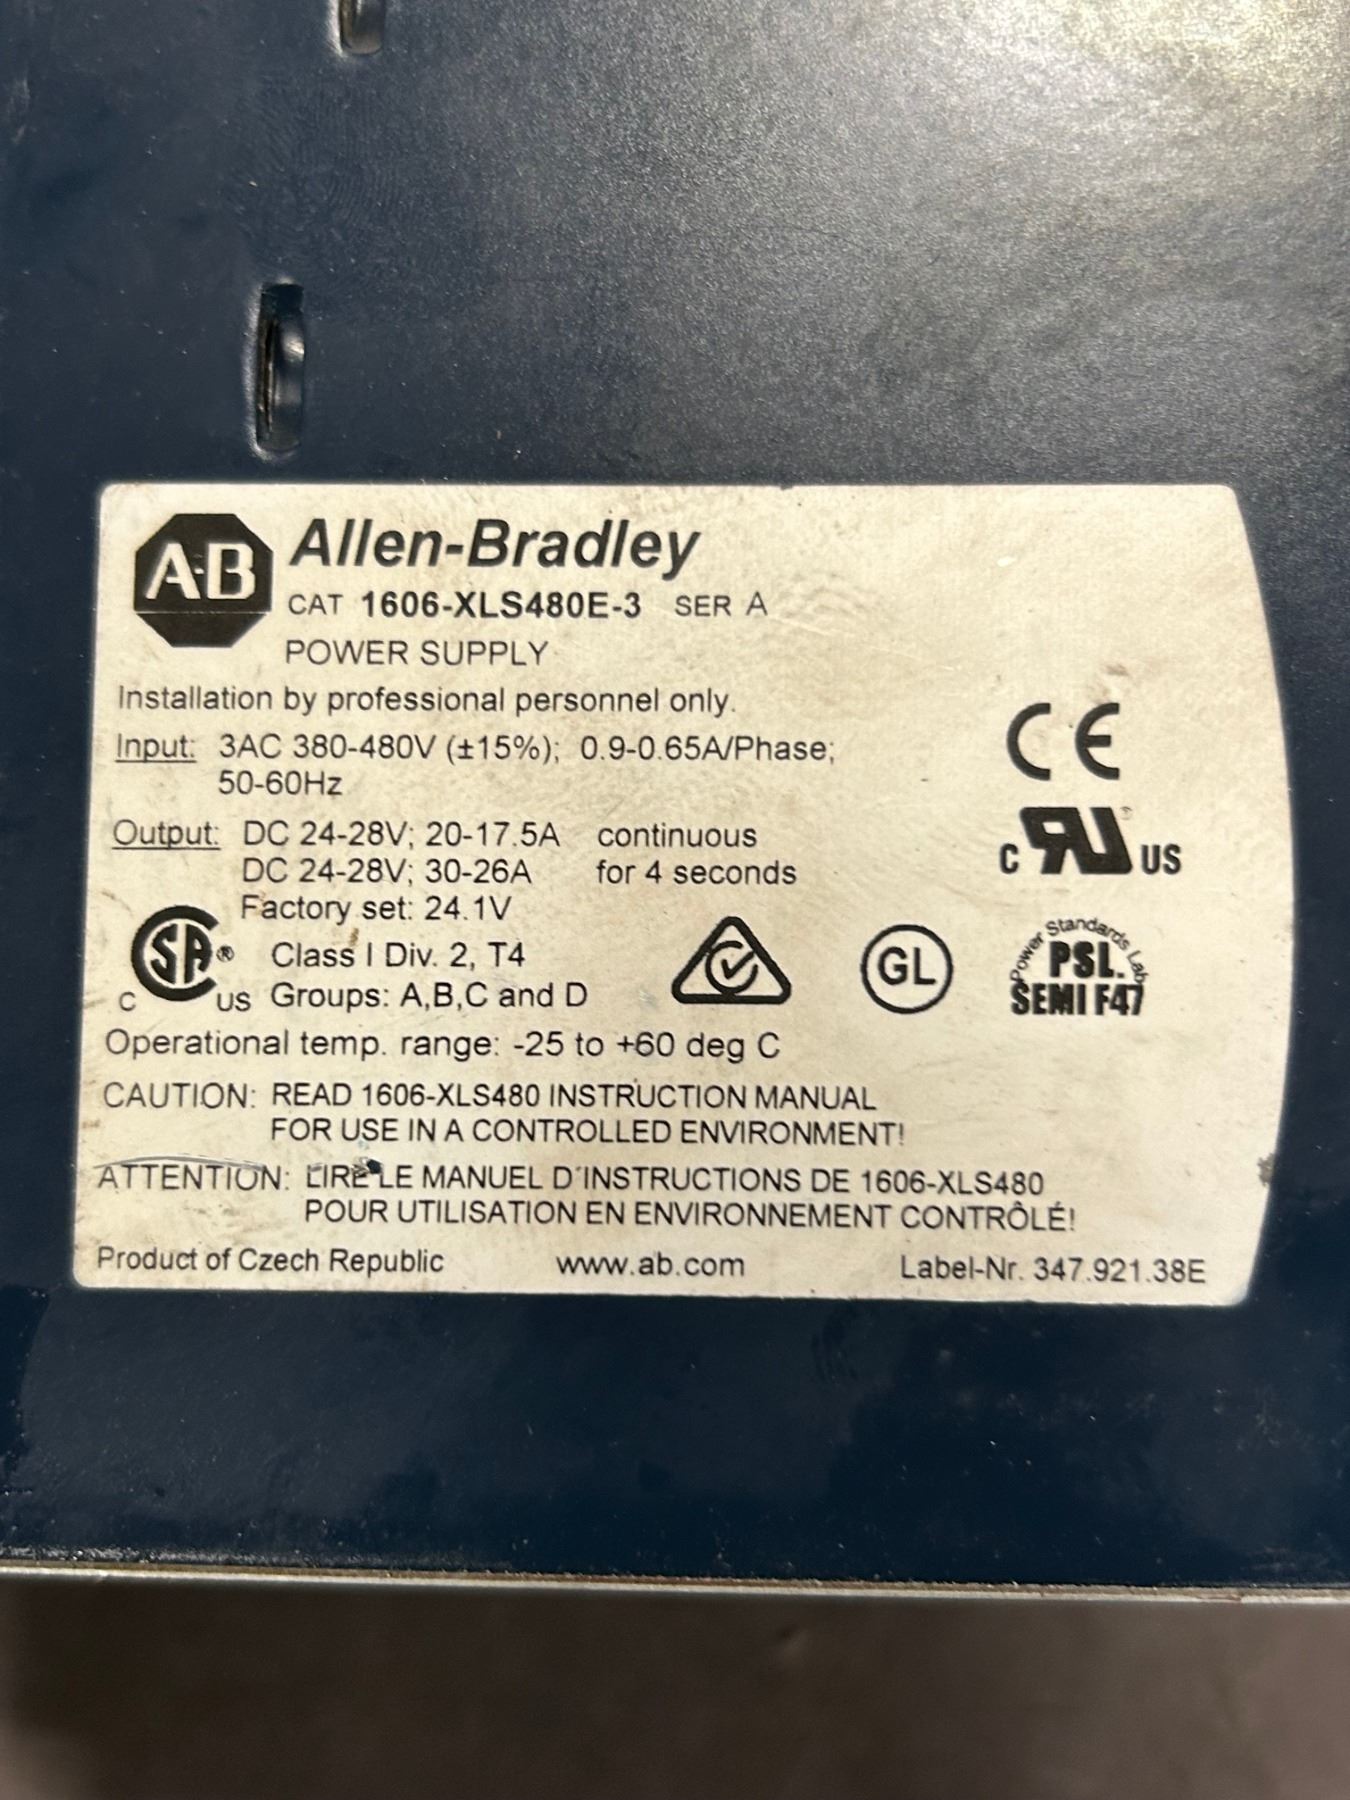 A-B Allen-Bradley
CAT 1606-XLS480E-3 SER A
POWER SUPPLY
Installation by professional personnel only.
Input: 3AC 380-480V (±15%); 0.9-0.65A/Phase;
50-60Hz
CE
Output: DC 24-28V; 20-17.5A continuous
DC 24-28V; 30-26A for 4 seconds
C RU ® US
Factory set: 24.1V
C SA ® US
Class I Div. 2, T4
Groups: A,B,C and D
GL
Power Standards Lab
PSL.
SEMI F47
Operational temp. range: -25 to +60 deg C
CAUTION: READ 1606-XLS480 INSTRUCTION MANUAL
FOR USE IN A CONTROLLED ENVIRONMENT!
ATTENTION: LIRE LE MANUEL D´INSTRUCTIONS DE 1606-XLS480
POUR UTILISATION EN ENVIRONNEMENT CONTRÔLÉ!
Product of Czech Republic www.ab.com Label-Nr. 347.921.38E